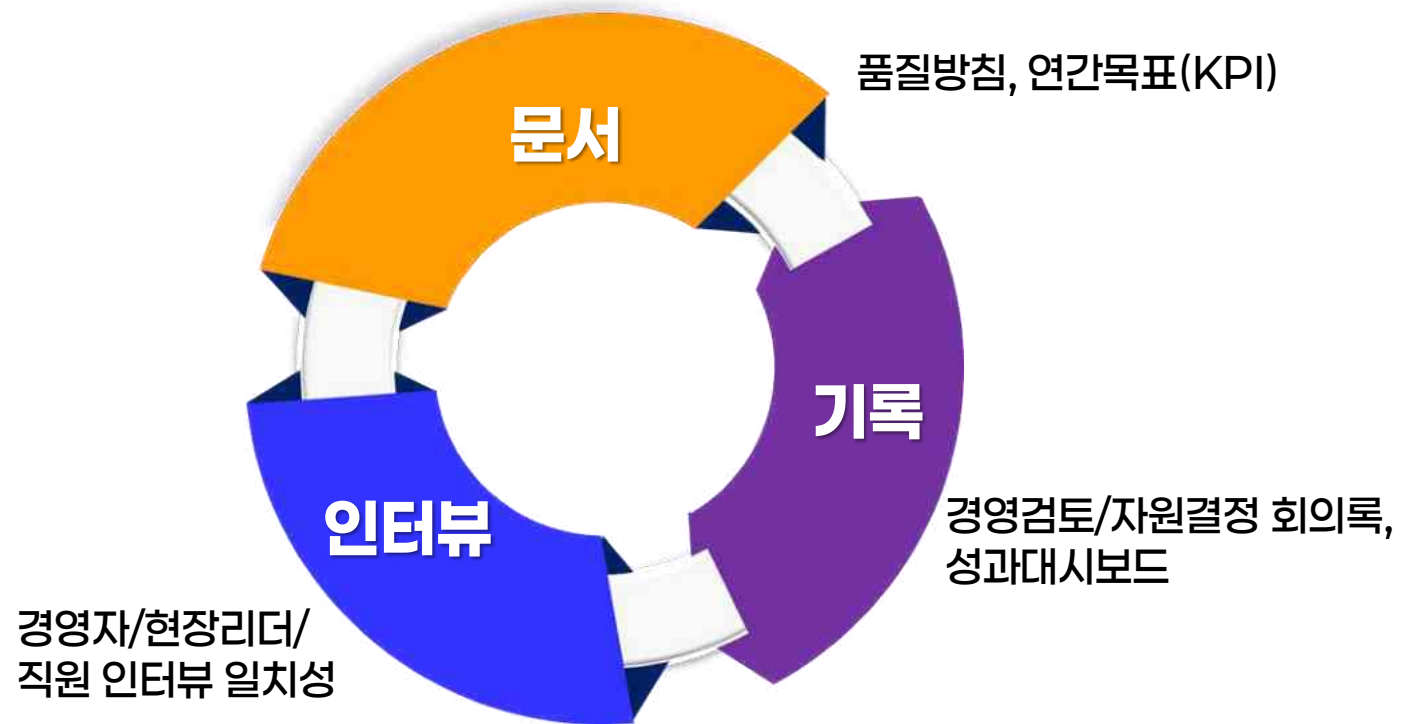 문서
품질방침, 연간목표(KPI)
기록
경영검토/자원결정 회의록,
성과대시보드
인터뷰
경영자/현장리더/
직원 인터뷰 일치성